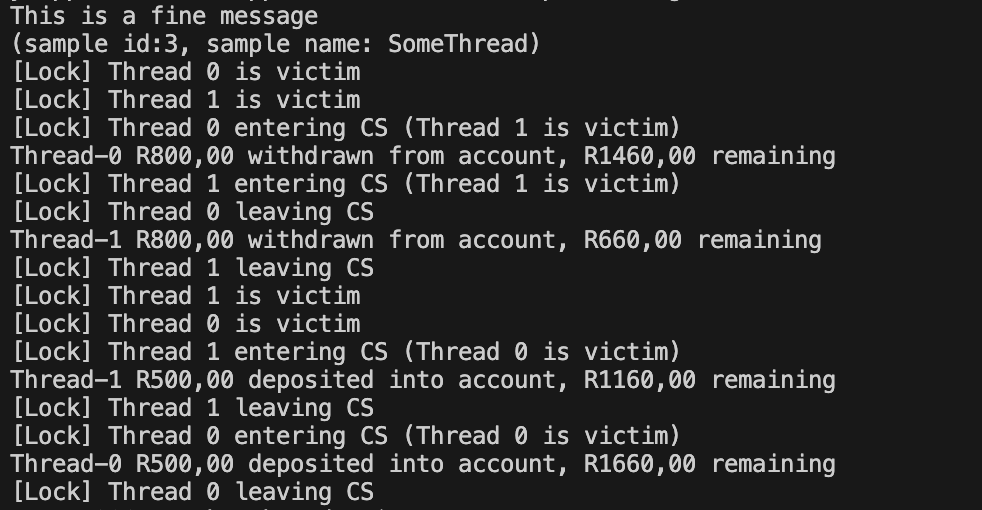 This is a fine message
(sample id:3, sample name: SomeThread)
[Lock] Thread 0 is victim
[Lock] Thread 1 is victim
[Lock] Thread 0 entering CS (Thread 1 is victim)
Thread-0 R800,00 withdrawn from account, R1460,00 remaining
[Lock] Thread 1 entering CS (Thread 1 is victim)
[Lock] Thread 0 leaving CS
Thread-1 R800,00 withdrawn from account, R660,00 remaining
[Lock] Thread 1 leaving CS
[Lock] Thread 1 is victim
[Lock] Thread 0 is victim
[Lock] Thread 1 entering CS (Thread 0 is victim)
Thread-1 R500,00 deposited into account, R1160,00 remaining
[Lock] Thread 1 leaving CS
[Lock] Thread 0 entering CS (Thread 0 is victim)
Thread-0 R500,00 deposited into account, R1660,00 remaining
[Lock] Thread 0 leaving CS